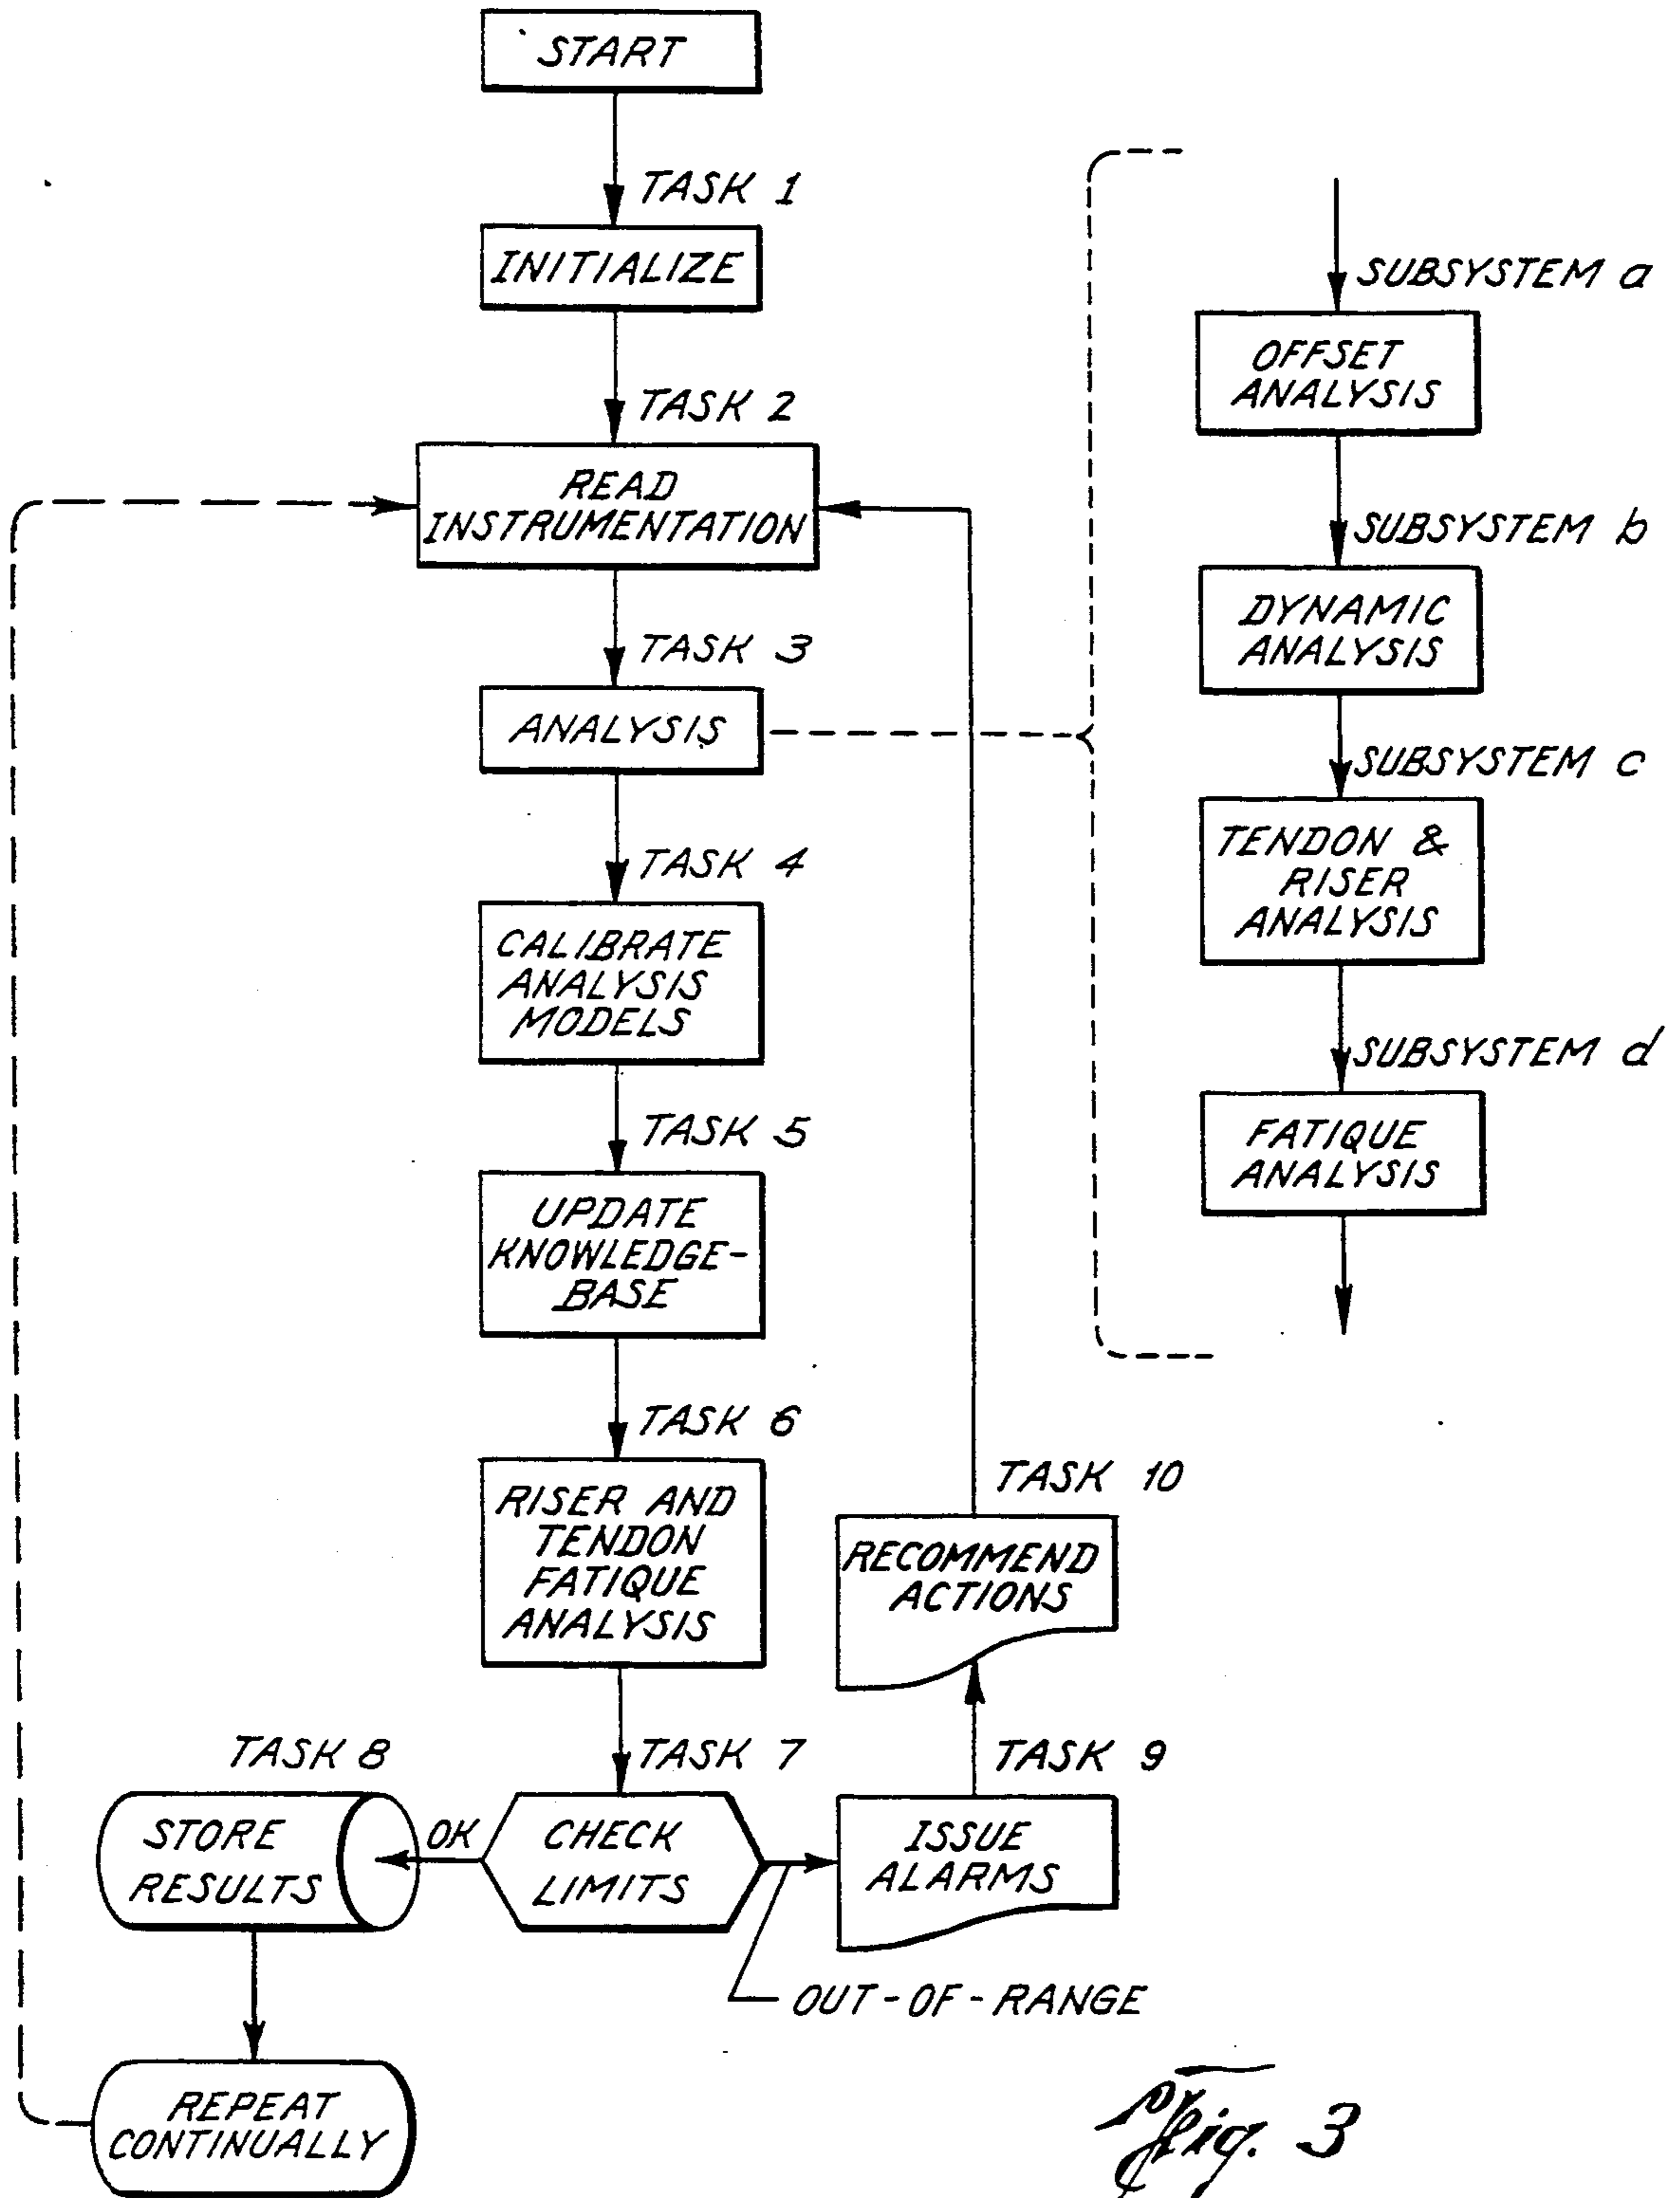 START
TASK 1
INITIALIZE
TASK 2
READ
INSTRUMENTATION
TASK 3
ANALYSIS
TASK 4
CALIBRATE
ANALYSIS
MODELS
TASK 5
UPDATE
KNOWLEDGE-
BASE
TASK 6
RISER AND
TENDON
FATIQUE
ANALYSIS
TASK 7
CHECK
LIMITS
OK
TASK 8
STORE
RESULTS
REPEAT
CONTINUALLY
OUT-OF-RANGE
TASK 9
ISSUE
ALARMS
TASK 10
RECOMMEND
ACTIONS
SUBSYSTEM a
OFFSET
ANALYSIS
SUBSYSTEM b
DYNAMIC
ANALYSIS
SUBSYSTEM c
TENDON &
RISER
ANALYSIS
SUBSYSTEM d
FATIQUE
ANALYSIS
Fig. 3